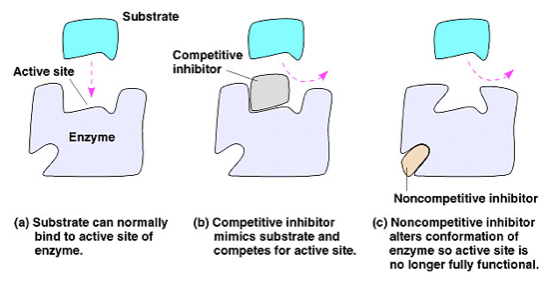 Substrate
Active site
Enzyme
Competitive
inhibitor
Noncompetitive inhibitor
(a) Substrate can normally
bind to active site of
enzyme.
(b) Competitive inhibitor
mimics substrate and
competes for active site.
(c) Noncompetitive inhibitor
alters conformation of
enzyme so active site is
no longer fully functional.